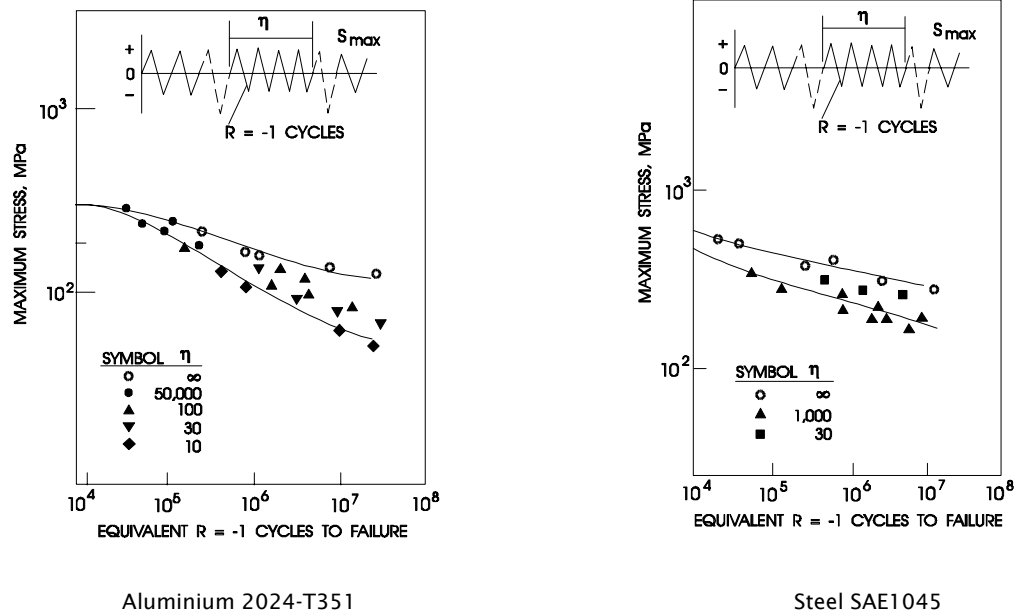 η
S max
+
0
−
R = -1 CYCLES
10³
10²
MAXIMUM STRESS, MPa
SYMBOL η
∞
50,000
100
30
10
10⁴ 10⁵ 10⁶ 10⁷ 10⁸
EQUIVALENT R = -1 CYCLES TO FAILURE
Aluminium 2024-T351
η
S max
+
0
−
R = -1 CYCLES
10³
10²
MAXIMUM STRESS, MPa
SYMBOL η
∞
1,000
30
10⁴ 10⁵ 10⁶ 10⁷ 10⁸
EQUIVALENT R = -1 CYCLES TO FAILURE
Steel SAE1045